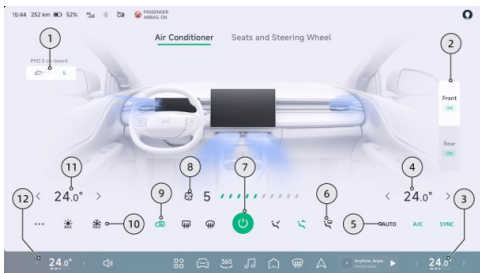 15:44 252 km 52%
PASSENGER
AIRBAG ON
Air Conditioner
Seats and Steering Wheel
1
2
PM2.5 on-board
5
Front
ON
Rear
ON
11
8
7
4
< 24.0° >
5
< 24.0° >
12
9
6
3
10
5
AUTO
A/C
SYNC
< 24.0° >
360
Anytime, Anyw...
< 24.0° >